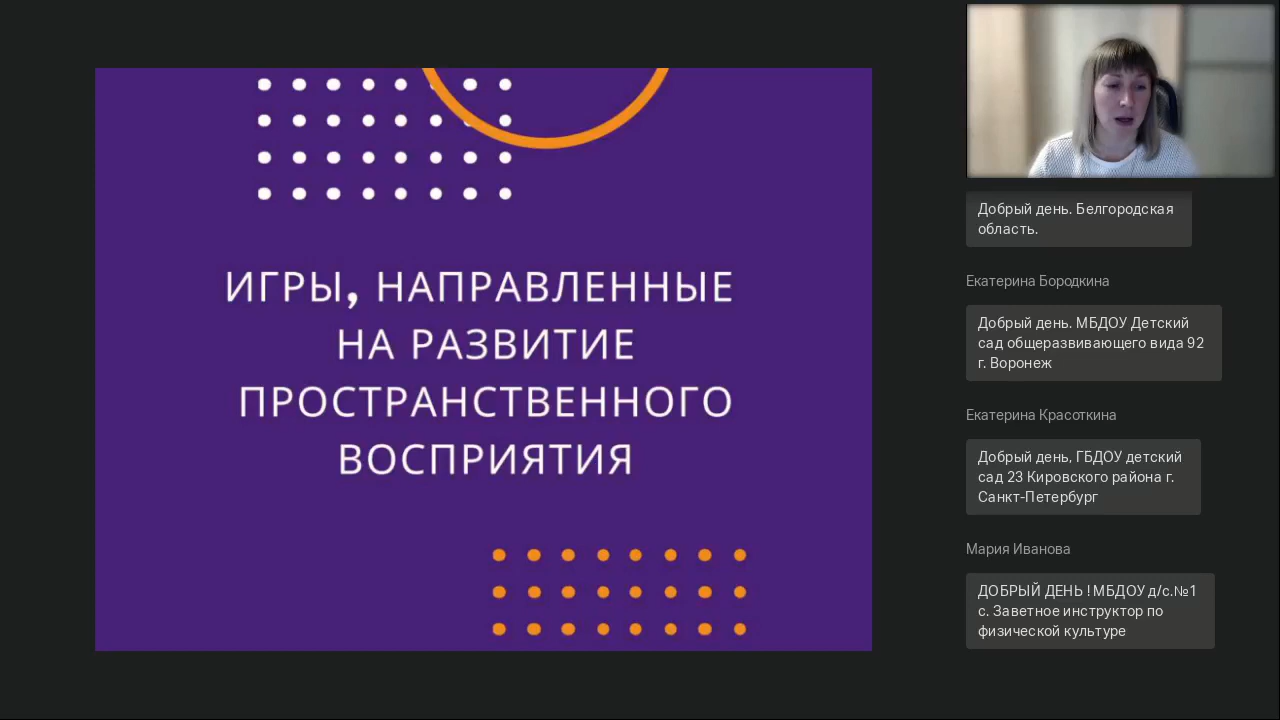 ИГРЫ, НАПРАВЛЕННЫЕ
НА РАЗВИТИЕ
ПРОСТРАНСТВЕННОГО
ВОСПРИЯТИЯ
Добрый день. Белгородская
область.
Екатерина Бородкина
Добрый день. МБДОУ Детский
сад общеразвивающего вида 92
г. Воронеж
Екатерина Красоткина
Добрый день, ГБДОУ детский
сад 23 Кировского района г.
Санкт-Петербург
Мария Иванова
ДОБРЫЙ ДЕНЬ ! МБДОУ д/с.№1
с. Заветное инструктор по
физической культуре